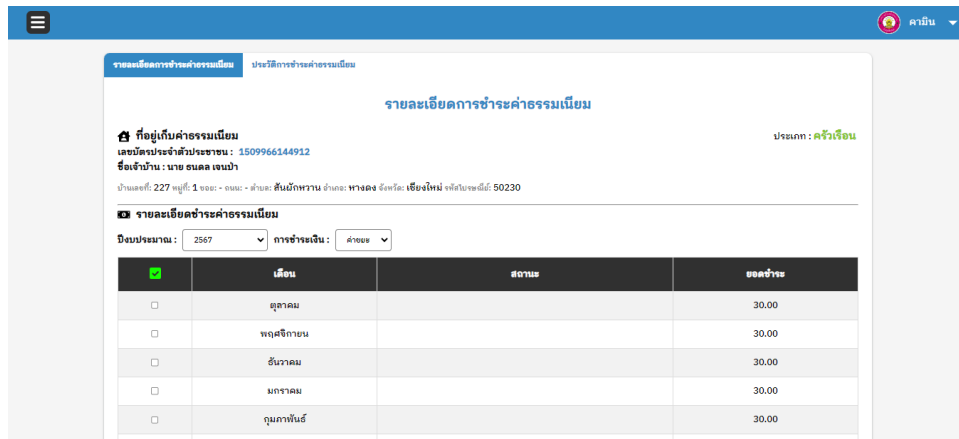 คามิน
รายละเอียดการชำระค่าธรรมเนียม ประวัติการชำระค่าธรรมเนียม
รายละเอียดการชำระค่าธรรมเนียม
ที่อยู่เก็บค่าธรรมเนียม ประเภท : ครัวเรือน
เลขบัตรประจำตัวประชาชน : 1509966144912
ชื่อเจ้าบ้าน : นาย ธนดล เจนป่า
บ้านเลขที่: 227 หมู่ที่: 1 ซอย: - ถนน: - ตำบล: สันผักหวาน อำเภอ: หางดง จังหวัด: เชียงใหม่ รหัสไปรษณีย์: 50230
รายละเอียดชำระค่าธรรมเนียม
ปีงบประมาณ : 2567 การชำระเงิน : ค่าขยะ
เดือน สถานะ ยอดชำระ
ตุลาคม 30.00
พฤศจิกายน 30.00
ธันวาคม 30.00
มกราคม 30.00
กุมภาพันธ์ 30.00